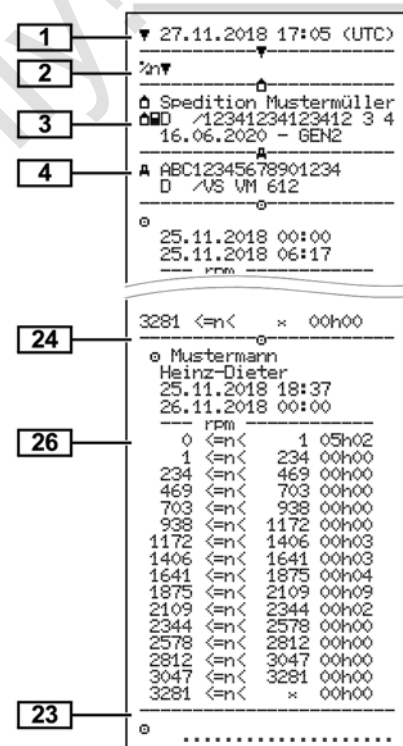 1
▼ 27.11.2018 17:05 (UTC)
2
%n▼
Spedition Mustermüller
3
D /12341234123412 3 4
16.06.2020 - GEN2
4
A ABC12345678901234
D /VS VM 612
25.11.2018 00:00
25.11.2018 06:17
--- rpm
3281 <=n< × 00h00
24
Mustermann
Heinz-Dieter
25.11.2018 18:37
26.11.2018 00:00
26
--- rpm
0 <=n< 1 05h02
1 <=n< 234 00h00
234 <=n< 469 00h00
469 <=n< 703 00h00
703 <=n< 938 00h00
938 <=n< 1172 00h00
1172 <=n< 1406 00h03
1406 <=n< 1641 00h03
1641 <=n< 1875 00h04
1875 <=n< 2109 00h09
2109 <=n< 2344 00h02
2344 <=n< 2578 00h00
2578 <=n< 2812 00h00
2812 <=n< 3047 00h00
3047 <=n< 3281 00h00
3281 <=n< × 00h00
23
....................